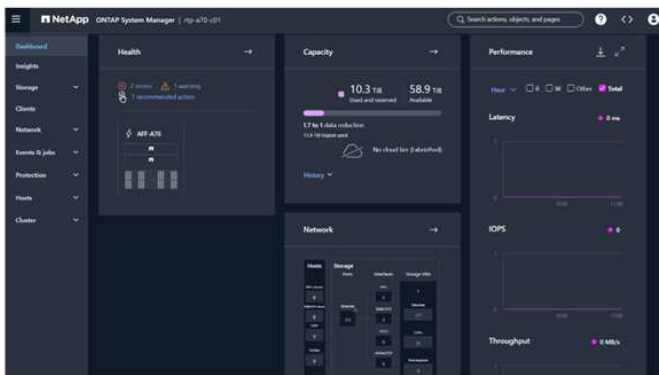 NetApp ONTAP System Manager | rtp-a70-c01
Search actions, objects, and pages
Dashboard
Insights
Storage
Clients
Network
Events & jobs
Protection
Hosts
Cluster
Health
2 errors 1 warning
1 recommended action
AFF-A70
Capacity
10.3 TiB
Used and reserved
58.9 TiB
Available
1.7 to 1 data reduction
No cloud tier (FabricPool)
History
Network
Hosts
Storage
Performance
Hour R W Other Total
Latency 0 ms
IOPS 0
Throughput 0 MB/s